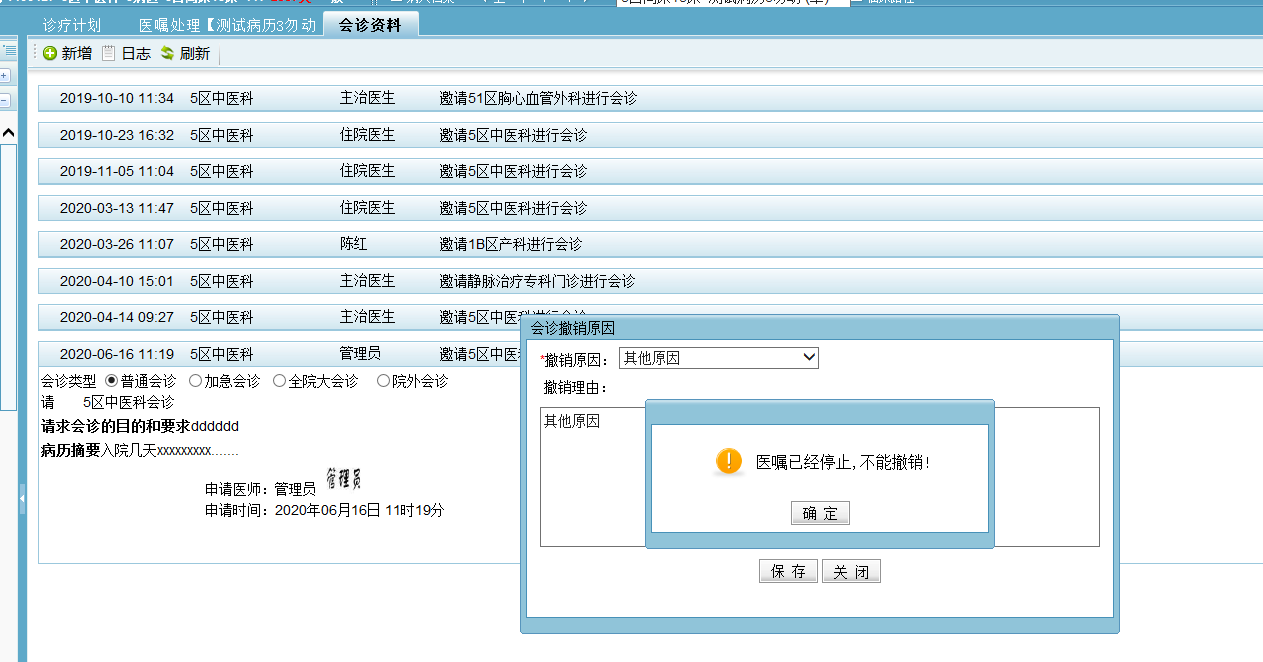 诊疗计划 医嘱处理【测试病历3勿动 会诊资料
新增 日志 刷新
2019-10-10 11:34 5区中医科 主治医生 邀请51区胸心血管外科进行会诊
2019-10-23 16:32 5区中医科 住院医生 邀请5区中医科进行会诊
2019-11-05 11:04 5区中医科 住院医生 邀请5区中医科进行会诊
2020-03-13 11:47 5区中医科 住院医生 邀请5区中医科进行会诊
2020-03-26 11:07 5区中医科 陈红 邀请1B区产科进行会诊
2020-04-10 15:01 5区中医科 主治医生 邀请静脉治疗专科门诊进行会诊
2020-04-14 09:27 5区中医科 主治医生 邀请5区中医科进行会诊
2020-06-16 11:19 5区中医科 管理员 邀请5区中医
会诊类型 普通会诊 加急会诊 全院大会诊 院外会诊
请 5区中医科会诊
请求会诊的目的和要求dddddd
病历摘要入院几天xxxxxxxxx.......
申请医师：管理员 管理员
申请时间：2020年06月16日 11时19分
会诊撤销原因
*撤销原因： 其他原因
撤销理由：
其他原因
医嘱已经停止,不能撤销!
确 定
保 存 关 闭